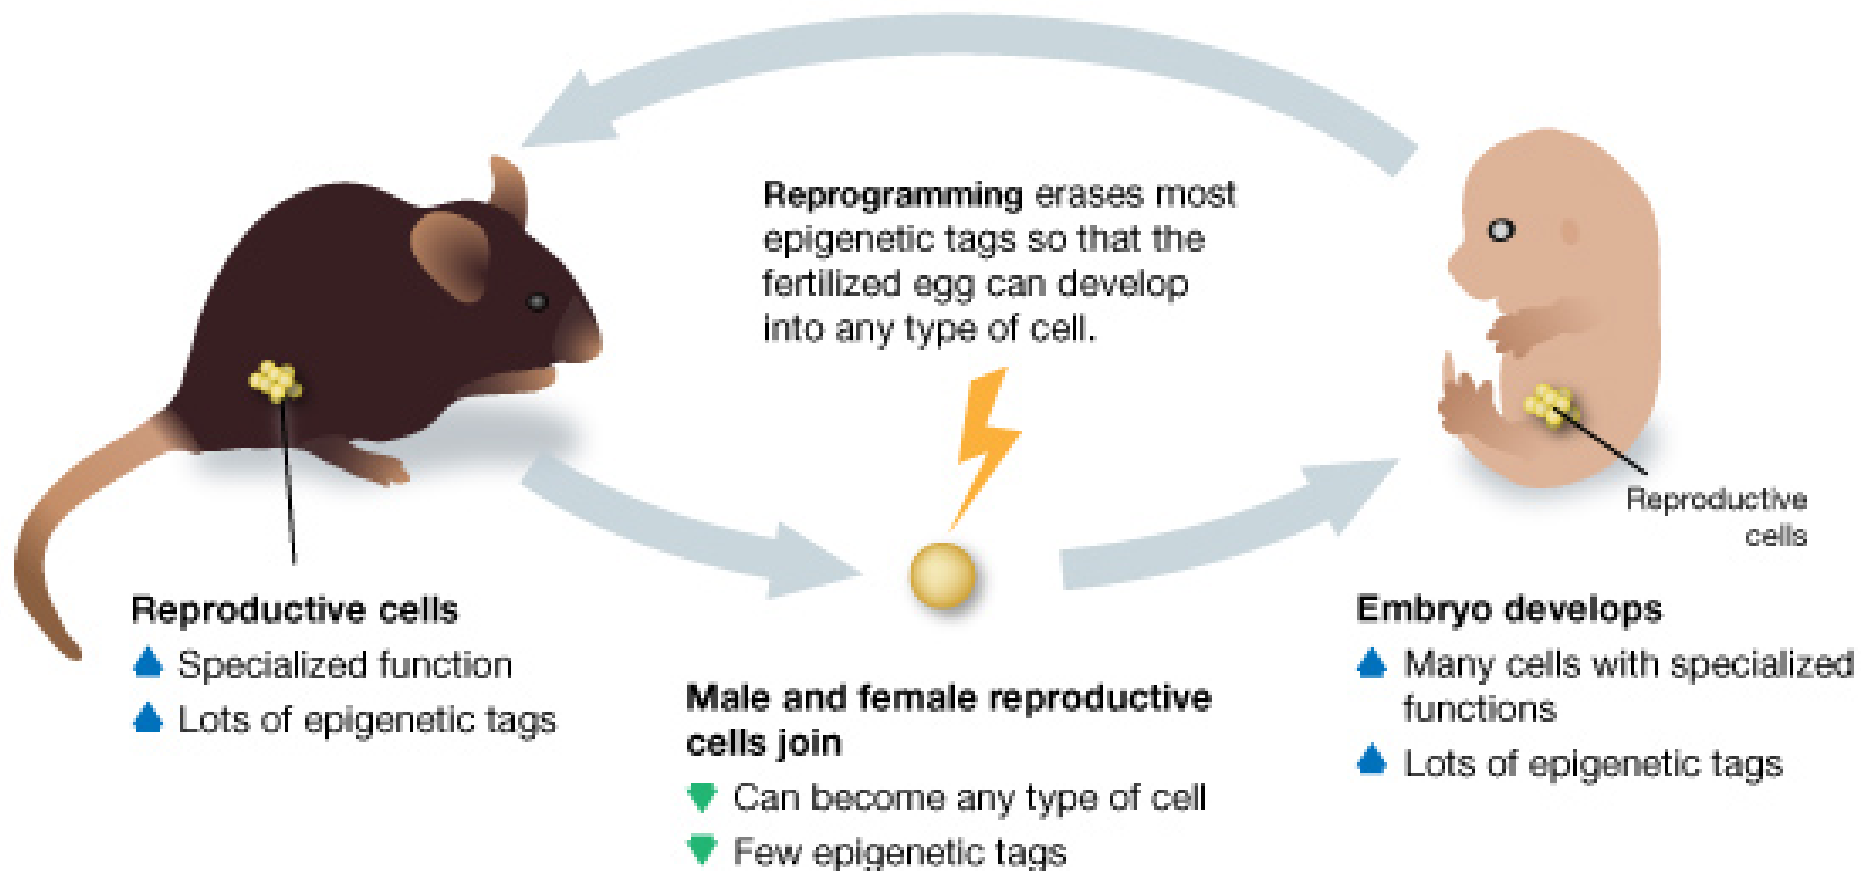 Reprogramming erases most
epigenetic tags so that the
fertilized egg can develop
into any type of cell.
Reproductive
cells
Reproductive cells
Specialized function
Lots of epigenetic tags
Male and female reproductive
cells join
Can become any type of cell
Few epigenetic tags
Embryo develops
Many cells with specialized
functions
Lots of epigenetic tags